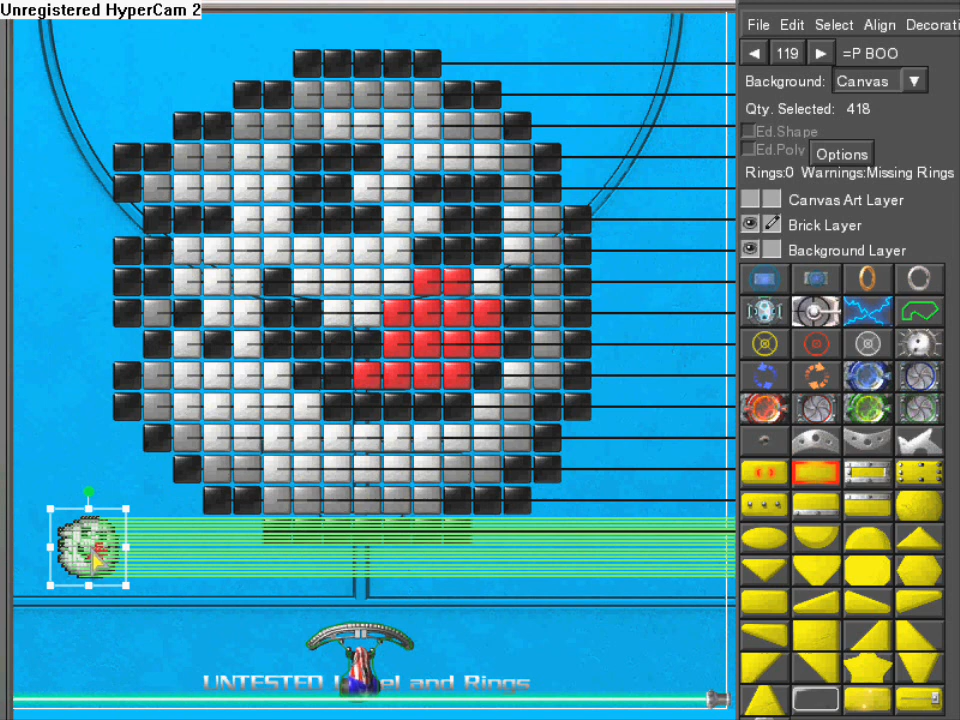 Unregistered HyperCam 2
File Edit Select Align Decorati
119 =P BOO
Background: Canvas
Qty. Selected: 418
Ed.Shape
Ed.Poly Options
Rings:0 Warnings:Missing Rings
Canvas Art Layer
Brick Layer
Background Layer
UNTESTED and Rings